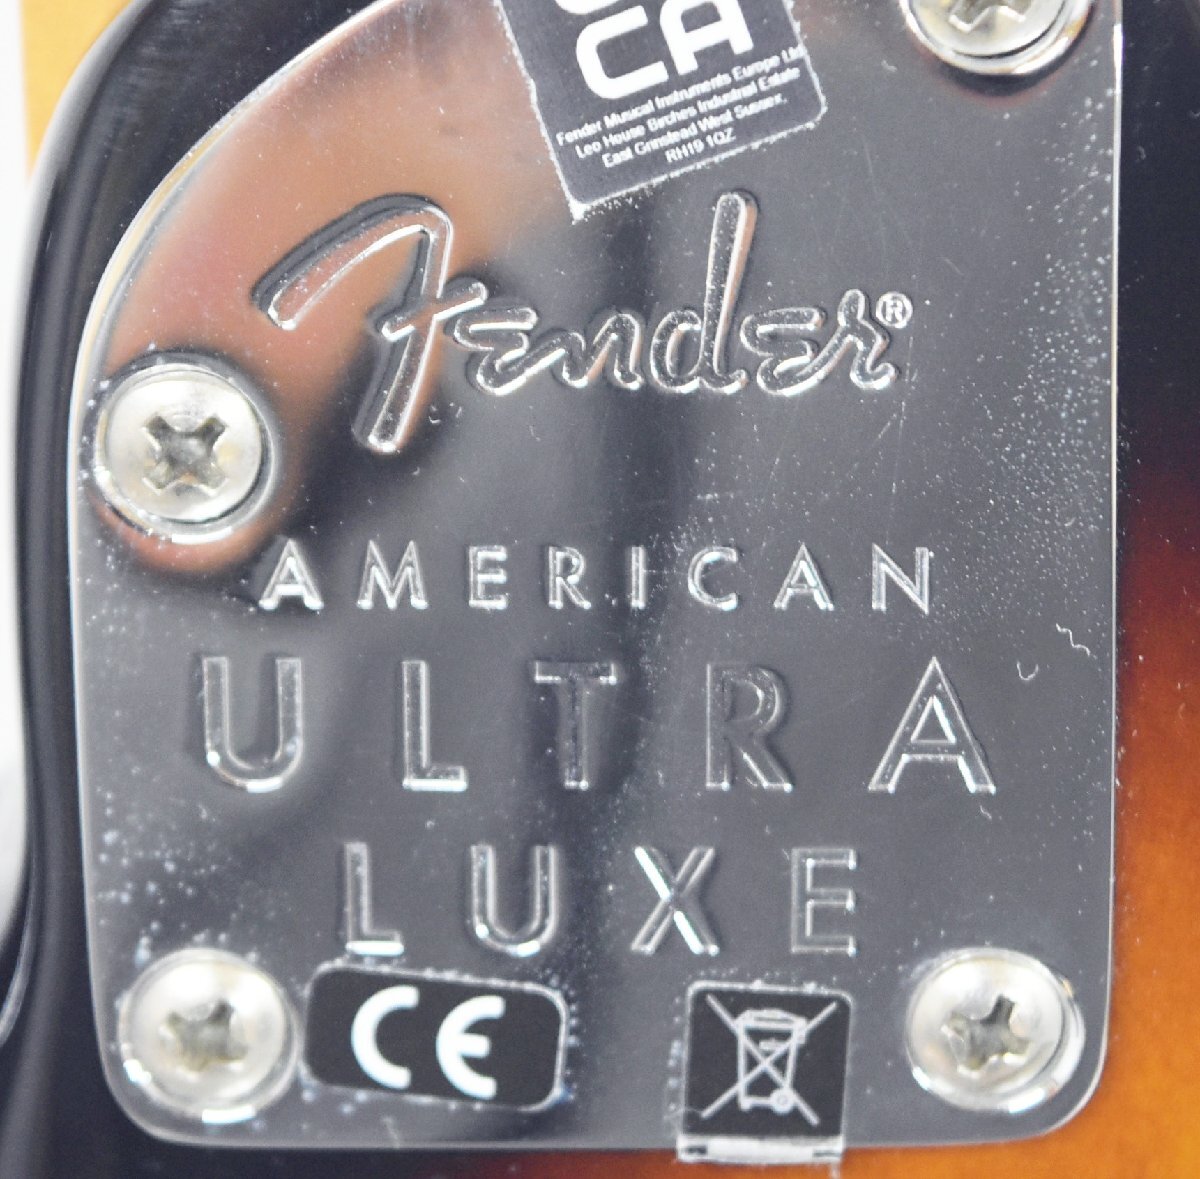 CA
Fender Musical Instruments Europe Ltd
Leo House Birches Industrial Estate
East Grinstead West Sussex.
RH19 1QZ
Fender®
AMERICAN
ULTRA
LUXE
CE